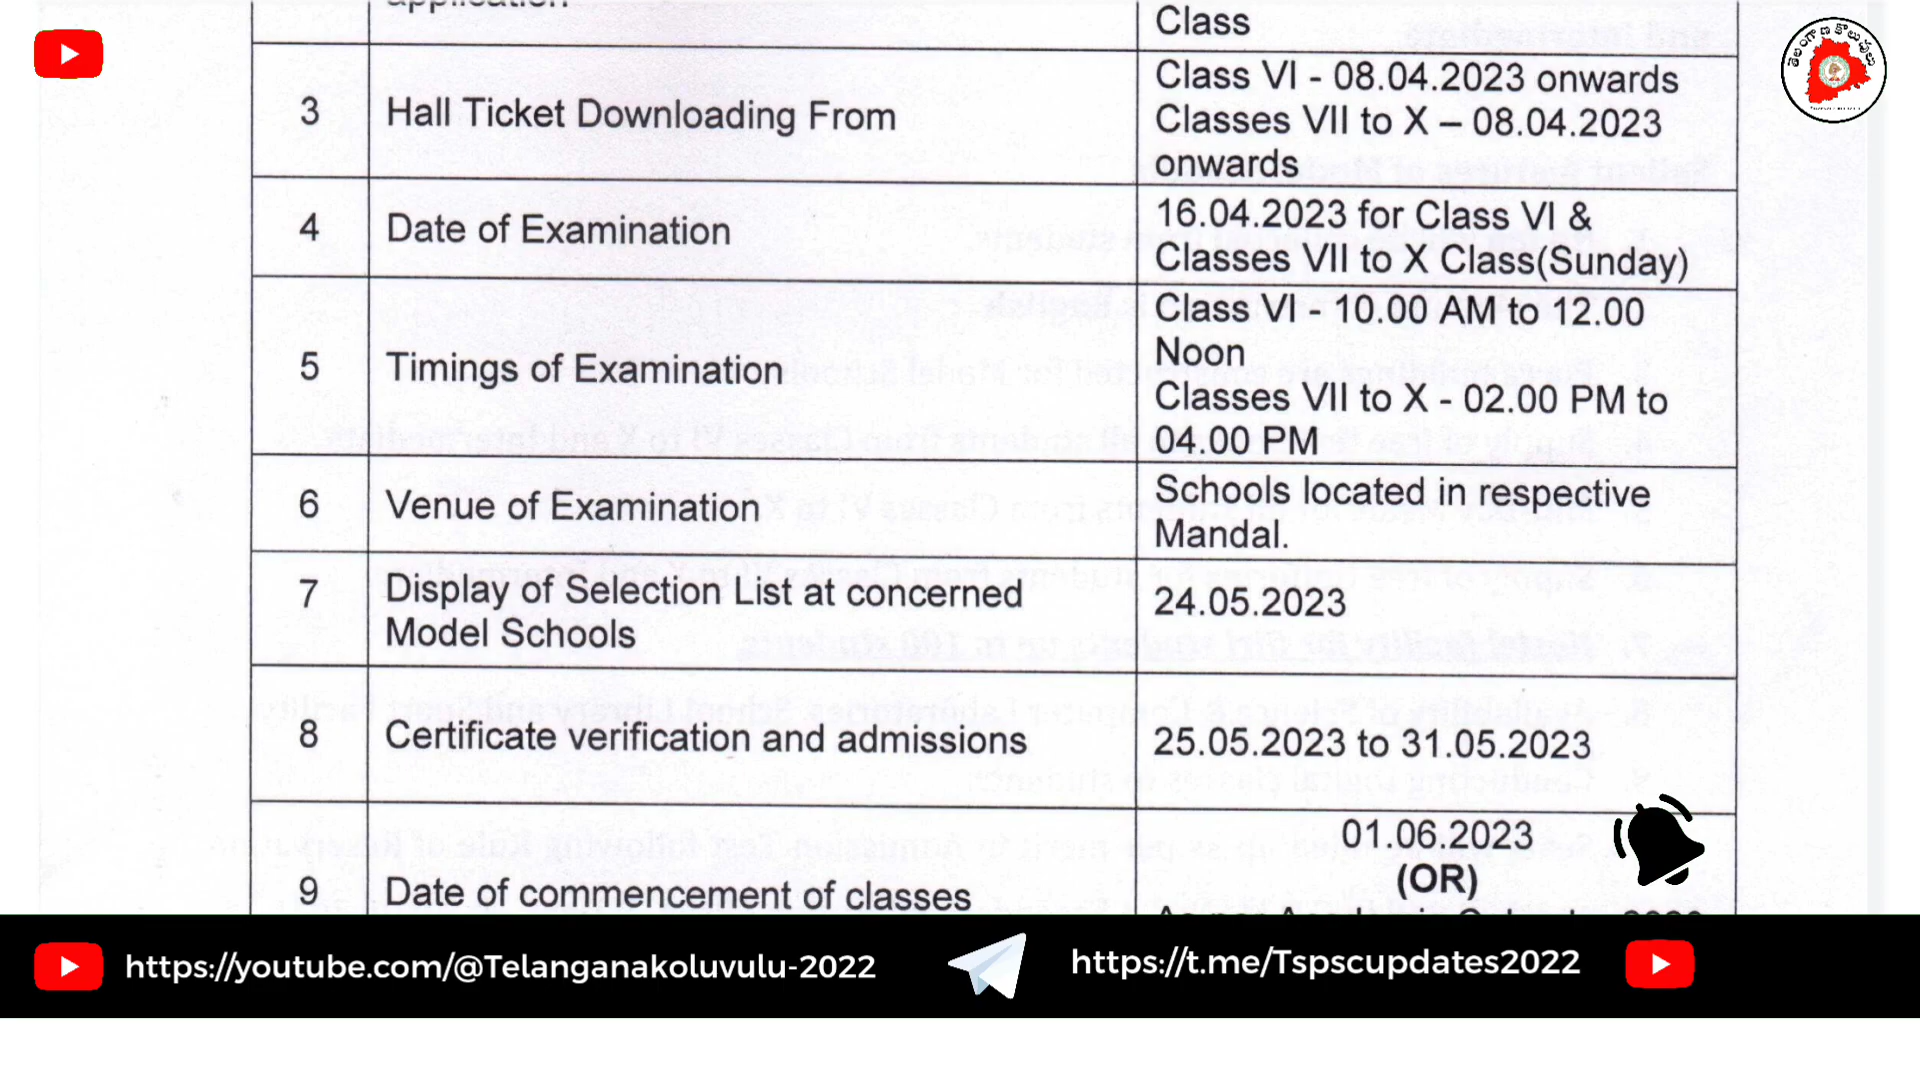 application
Class
3 Hall Ticket Downloading From
Class VI - 08.04.2023 onwards
Classes VII to X – 08.04.2023
onwards
4 Date of Examination
16.04.2023 for Class VI &
Classes VII to X Class(Sunday)
5 Timings of Examination
Class VI - 10.00 AM to 12.00
Noon
Classes VII to X - 02.00 PM to
04.00 PM
6 Venue of Examination
Schools located in respective
Mandal.
7 Display of Selection List at concerned
Model Schools
24.05.2023
8 Certificate verification and admissions
25.05.2023 to 31.05.2023
9 Date of commencement of classes
01.06.2023
(OR)
తెలంగాణ కొలువులు
https://youtube.com/@Telanganakoluvulu-2022
https://t.me/Tspscupdates2022